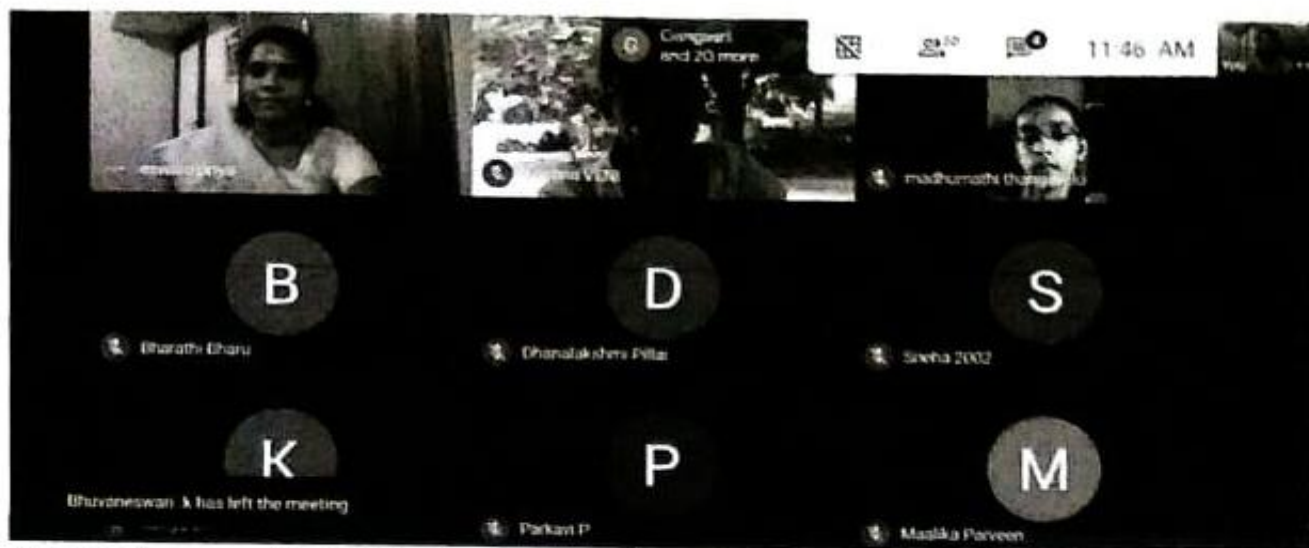 G
and 20 more
11:46 AM
madhumathi
B
D
S
Bharathi Bharu
Dhanalakshmi Pillai
Sneha 2002
K
P
M
Bhuvaneswari k has left the meeting
Parkavi P
Maalika Parveen